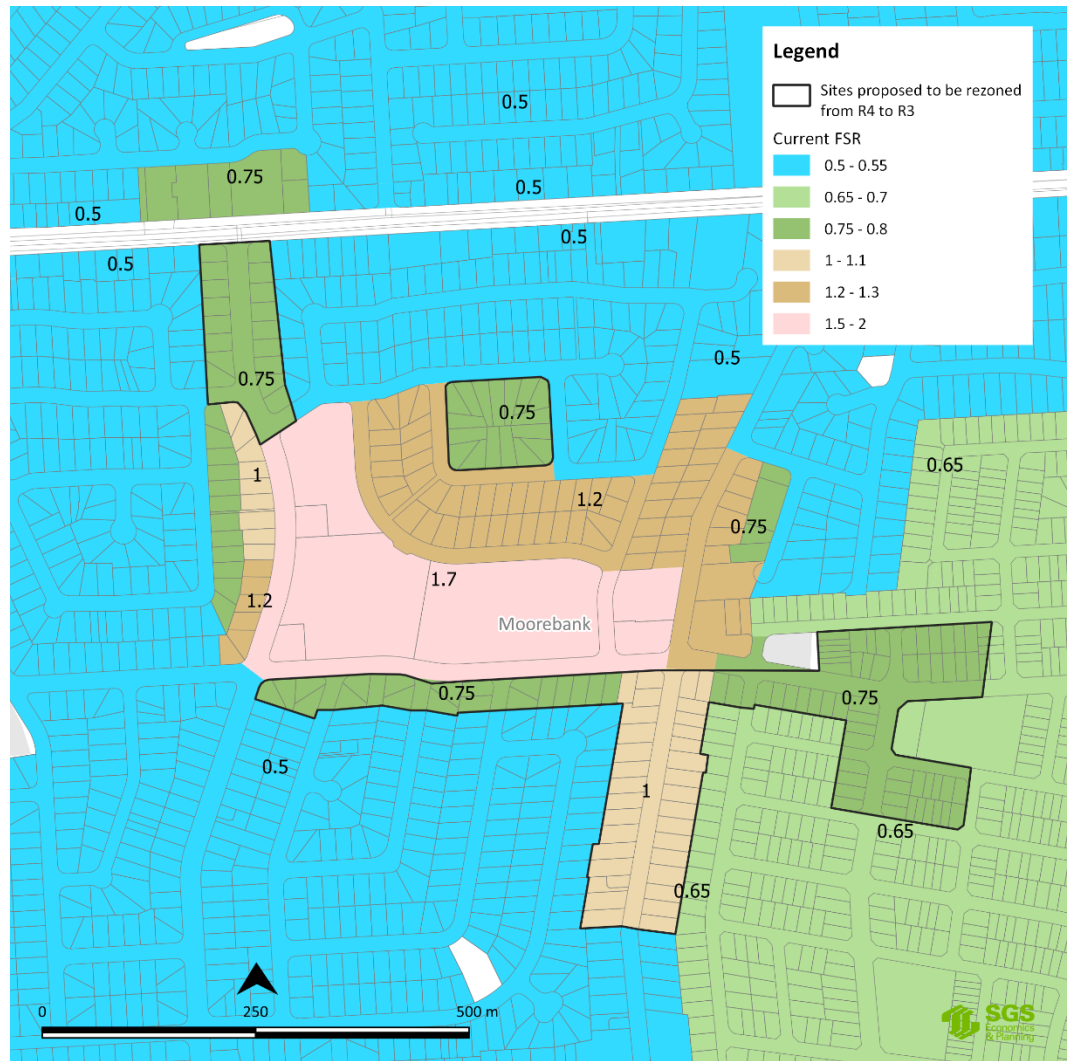 Legend
Sites proposed to be rezoned
from R4 to R3
Current FSR
0.5 - 0.55
0.65 - 0.7
0.75 - 0.8
1 - 1.1
1.2 - 1.3
1.5 - 2
0.5
0.75
0.5
0.5
0.5
0.5
0.5
0.75
0.75
0.65
1
1.2
0.75
1.7
1.2
Moorebank
0.75
0.75
0.5
1
0.65
0.65
0 250 500 m
SGS
Economics
& Planning